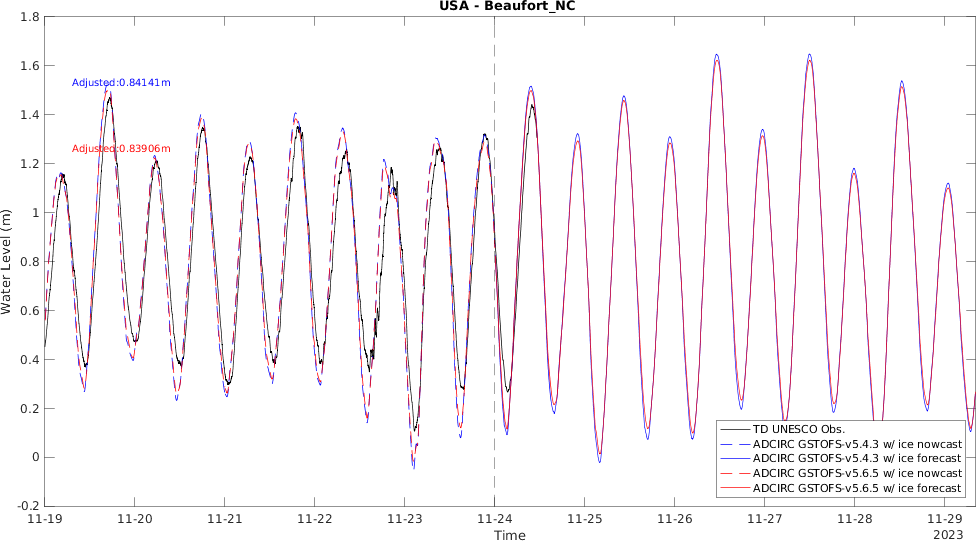 USA - Beaufort_NC
1.8
1.6
1.4
1.2
1
0.8
0.6
0.4
0.2
0
-0.2
Water Level (m)
Adjusted:0.84141m
Adjusted:0.83906m
TD UNESCO Obs.
ADCIRC GSTOFS-v5.4.3 w/ ice nowcast
ADCIRC GSTOFS-v5.4.3 w/ ice forecast
ADCIRC GSTOFS-v5.6.5 w/ ice nowcast
ADCIRC GSTOFS-v5.6.5 w/ ice forecast
11-19 11-20 11-21 11-22 11-23 11-24 11-25 11-26 11-27 11-28 11-29
Time
2023